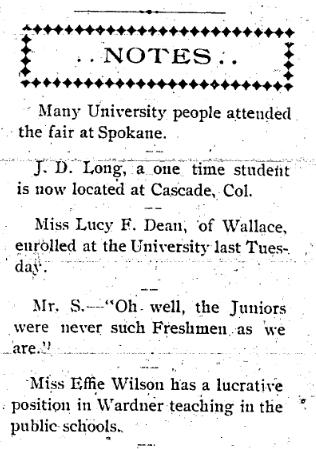 ..NOTES..
Many University people attended
the fair at Spokane.
J. D. Long, a one time student
is now located at Cascade, Col.
Miss Lucy F. Dean, of Wallace,
enrolled at the University last Tues-
day.
Mr. S.—"Oh well, the Juniors
were never such Freshmen as we
are."
Miss Effie Wilson has a lucrative
position in Wardner teaching in the
public schools.